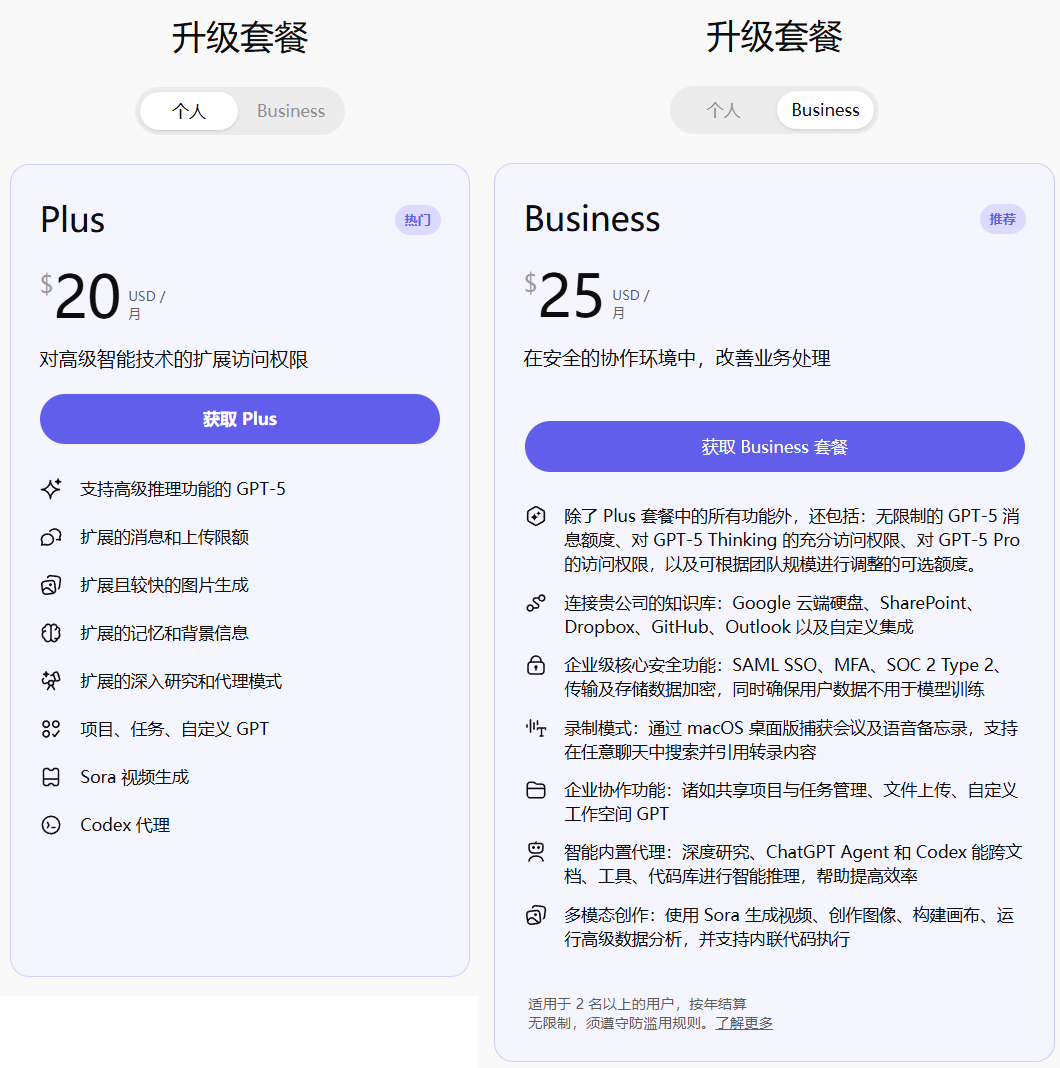 升级套餐
个人
Business
Plus
热门
$20 USD /
月
对高级智能技术的扩展访问权限
获取 Plus
支持高级推理功能的 GPT-5
扩展的消息和上传限额
扩展且较快的图片生成
扩展的记忆和背景信息
扩展的深入研究和代理模式
项目、任务、自定义 GPT
Sora 视频生成
Codex 代理
升级套餐
个人
Business
Business
推荐
$25 USD /
月
在安全的协作环境中，改善业务处理
获取 Business 套餐
除了 Plus 套餐中的所有功能外，还包括：无限制的 GPT-5 消
息额度、对 GPT-5 Thinking 的充分访问权限、对 GPT-5 Pro
的访问权限，以及可根据团队规模进行调整的可选额度。
连接贵公司的知识库：Google 云端硬盘、SharePoint、
Dropbox、GitHub、Outlook 以及自定义集成
企业级核心安全功能：SAML SSO、MFA、SOC 2 Type 2、
传输及存储数据加密，同时确保用户数据不用于模型训练
录制模式：通过 macOS 桌面版捕获会议及语音备忘录，支持
在任意聊天中搜索并引用转录内容
企业协作功能：诸如共享项目与任务管理、文件上传、自定义
工作空间 GPT
智能内置代理：深度研究、ChatGPT Agent 和 Codex 能跨文
档、工具、代码库进行智能推理，帮助提高效率
多模态创作：使用 Sora 生成视频、创作图像、构建画布、运
行高级数据分析，并支持内联代码执行
适用于 2 名以上的用户，按年结算
无限制，须遵守防滥用规则。了解更多